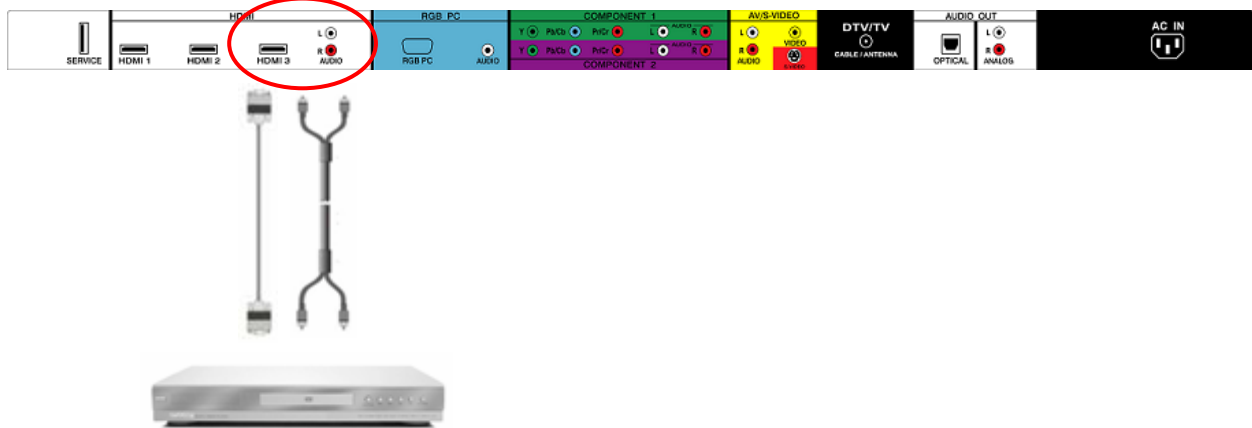 HDMI
SERVICE
HDMI 1
HDMI 2
HDMI 3
L
R
AUDIO
RGB PC
RGB PC
AUDIO
COMPONENT 1
Y Pb/Cb Pr/Cr L AUDIO R
Y Pb/Cb Pr/Cr L AUDIO R
COMPONENT 2
AV/S-VIDEO
L
R
AUDIO
VIDEO
S-VIDEO
DTV/TV
CABLE / ANTENNA
AUDIO OUT
OPTICAL
L
R
ANALOG
AC IN